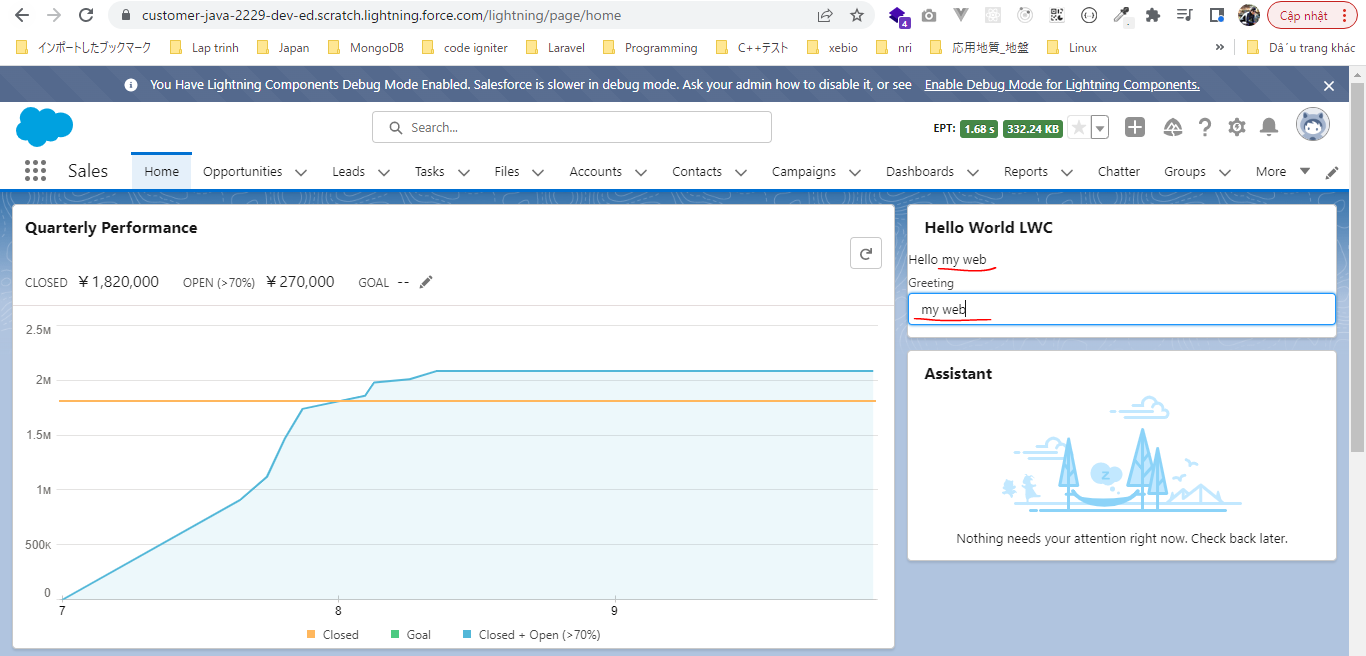 customer-java-2229-dev-ed.scratch.lightning.force.com/lightning/page/home
4
Cập nhật
インポートしたブックマーク Lap trinh Japan MongoDB code igniter Laravel Programming C++テスト xebio nri 応用地質_地盤 Linux » Dấu trang khác
You Have Lightning Components Debug Mode Enabled. Salesforce is slower in debug mode. Ask your admin how to disable it, or see Enable Debug Mode for Lightning Components.
Search...
EPT: 1.68 s 332.24 KB
Sales Home Opportunities Leads Tasks Files Accounts Contacts Campaigns Dashboards Reports Chatter Groups More
Quarterly Performance
CLOSED ¥ 1,820,000 OPEN (>70%) ¥ 270,000 GOAL --
2.5M
2M
1.5M
1M
500K
0
7 8 9
Closed Goal Closed + Open (>70%)
Hello World LWC
Hello my web
Greeting
my web
Assistant
z
Nothing needs your attention right now. Check back later.